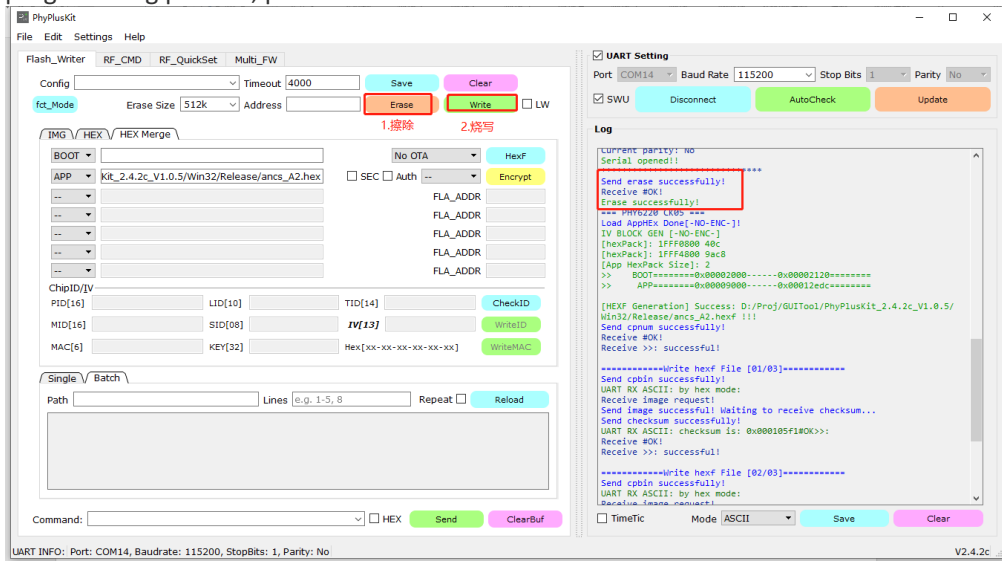 PhyPlusKit
File Edit Settings Help
Flash_Writer RF_CMD RF_QuickSet Multi_FW
Config Timeout 4000 Save Clear
fct_Mode Erase Size 512k Address Erase Write LW
1.擦除 2.烧写
IMG HEX HEX Merge
BOOT No OTA HexF
APP Kit_2.4.2c_V1.0.5/Win32/Release/ancs_A2.hex SEC Auth -- Encrypt
-- FLA_ADDR
-- FLA_ADDR
-- FLA_ADDR
-- FLA_ADDR
-- FLA_ADDR
ChipID/IV
PID[16] LID[10] TID[14] CheckID
MID[16] SID[08] IV[13] WriteID
MAC[6] KEY[32] Hex[xx-xx-xx-xx-xx-xx] WriteMAC
Single Batch
Path Lines e.g. 1-5, 8 Repeat Reload
Command: HEX Send ClearBuf
UART Setting
Port COM14 Baud Rate 115200 Stop Bits 1 Parity No
SWU Disconnect AutoCheck Update
Log
Current parity: No
Serial opened!!
Send erase successfully!
Receive #OK!
Erase successfully!
=== PHY6220 CK05 ===
Load AppHEx Done[-NO-ENC-]!
IV BLOCK GEN [-NO-ENC-]
[hexPack]: 1FFF0800 40c
[hexPack]: 1FFF4800 9ac8
[App HexPack Size]: 2
>> BOOT========0x00002000------0x00002120========
>> APP========0x00009000------0x00012edc========
[HEXF Generation] Success: D:/Proj/GUITool/PhyPlusKit_2.4.2c_V1.0.5/
Win32/Release/ancs_A2.hexf !!!
Send cpnum successfully!
Receive #OK!
Receive >>: successful!
============Write hexf File [01/03]============
Send cpbin successfully!
UART RX ASCII: by hex mode:
Receive image request!
Send image successful! Waiting to receive checksum...
Send checksum successfully!
UART RX ASCII: checksum is: 0x000105f1#OK>>:
Receive #OK!
Receive >>: successful!
============Write hexf File [02/03]============
Send cpbin successfully!
UART RX ASCII: by hex mode:
Receive image request!
TimeTic Mode ASCII Save Clear
UART INFO: Port: COM14, Baudrate: 115200, StopBits: 1, Parity: No V2.4.2c